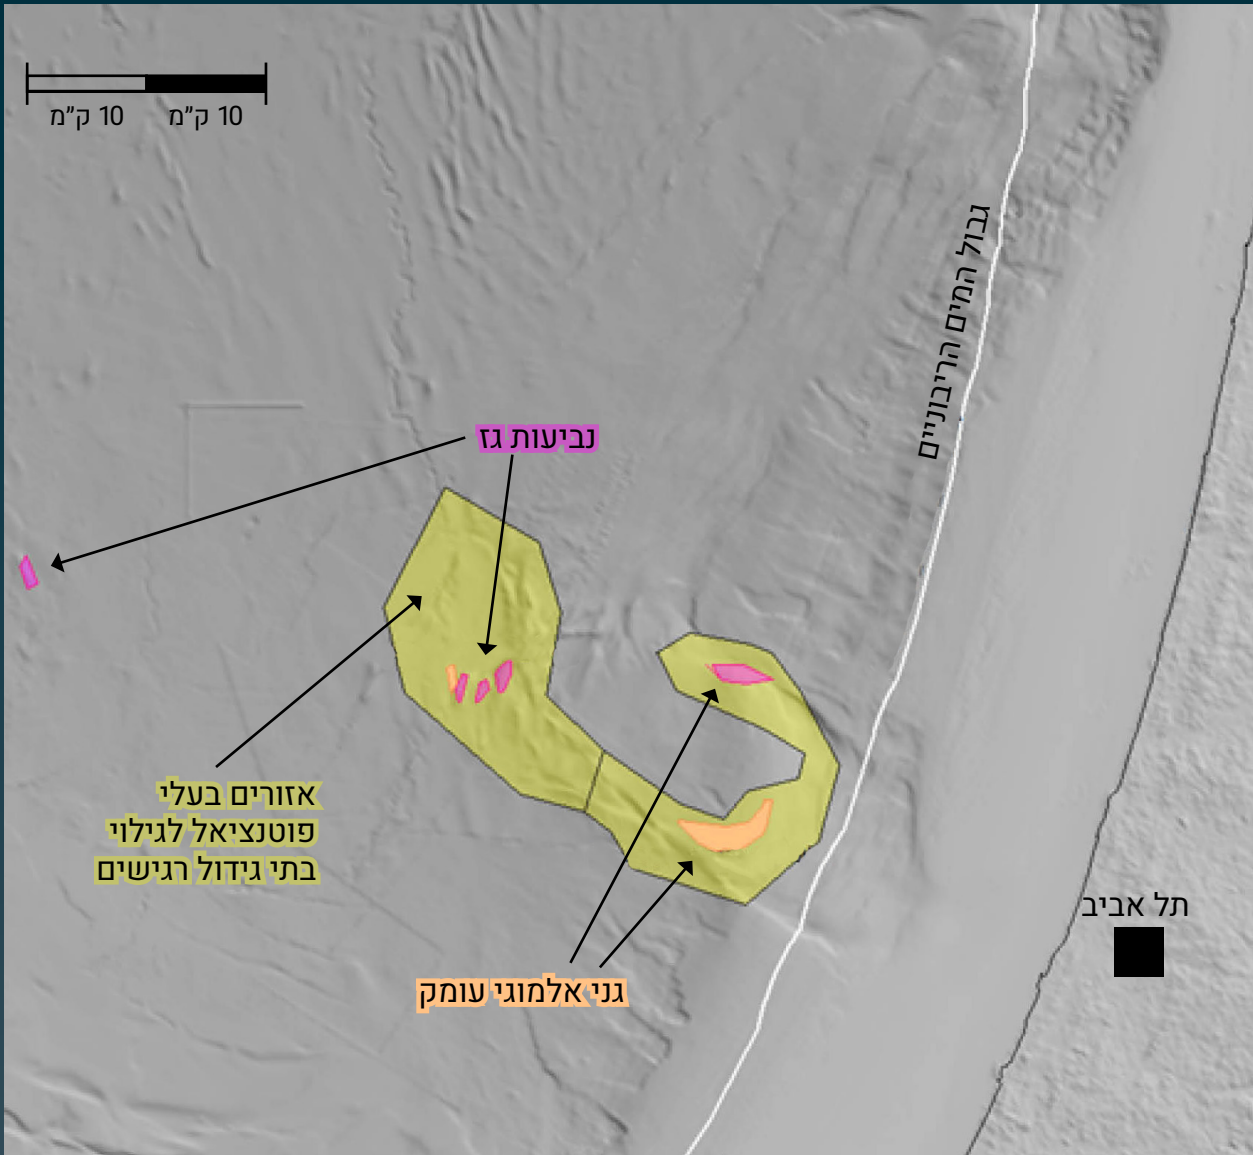 10 ק״מ 10 ק״מ
גבול המים הריבוניים
נביעות גז
אזורים בעלי
פוטנציאל לגילוי
בתי גידול רגישים
תל אביב
גני אלמוגי עומק